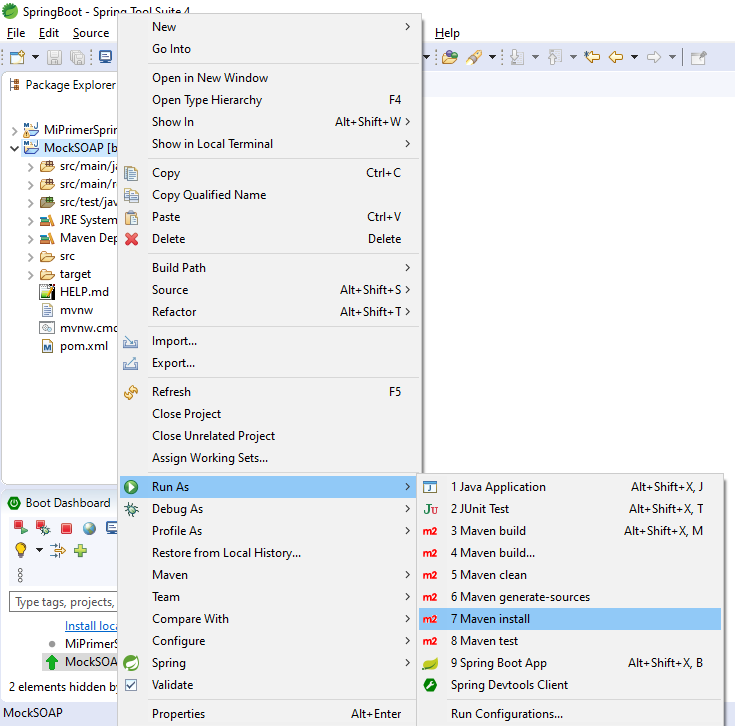 SpringBoot - Spring Tool Suite 4
File Edit Source Help
Package Explorer
MiPrimerSprin
MockSOAP [b
src/main/ja
src/main/r
src/test/jav
JRE System
Maven Dep
src
target
HELP.md
mvnw
mvnw.cmd
pom.xml
New
Go Into
Open in New Window
Open Type Hierarchy F4
Show In Alt+Shift+W
Show in Local Terminal
Copy Ctrl+C
Copy Qualified Name
Paste Ctrl+V
Delete Delete
Build Path
Source Alt+Shift+S
Refactor Alt+Shift+T
Import...
Export...
Refresh F5
Close Project
Close Unrelated Project
Assign Working Sets...
Run As
Debug As
Profile As
Restore from Local History...
Maven
Team
Compare With
Configure
Spring
Validate
Properties Alt+Enter
1 Java Application Alt+Shift+X, J
2 JUnit Test Alt+Shift+X, T
3 Maven build Alt+Shift+X, M
4 Maven build...
5 Maven clean
6 Maven generate-sources
7 Maven install
8 Maven test
9 Spring Boot App Alt+Shift+X, B
Spring Devtools Client
Run Configurations...
Boot Dashboard
Type tags, projects,
Install loca
MiPrimerS
MockSOA
2 elements hidden by
MockSOAP